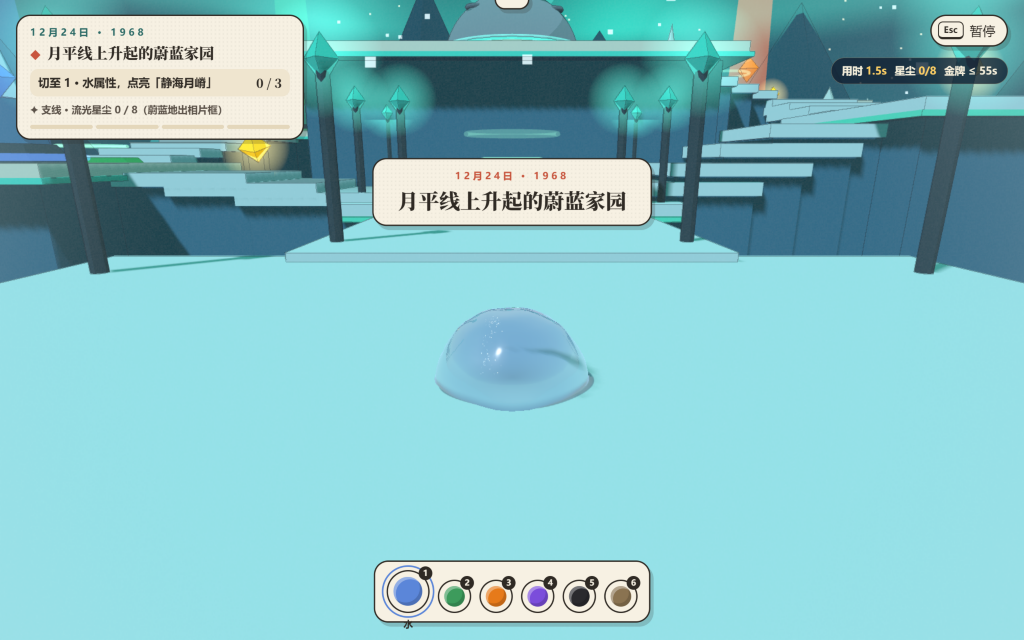 12月24日 • 1968
◆ 月平线上升起的蔚蓝家园
切至 1 · 水属性，点亮「静海月嵴」 0 / 3
✦ 支线 · 流光星尘 0 / 8（蔚蓝地出相片框）
Esc 暂停
用时 1.5s 星尘 0/8 金牌 ≤ 55s
12月24日 • 1968
月平线上升起的蔚蓝家园
1 2 3 4 5 6
水